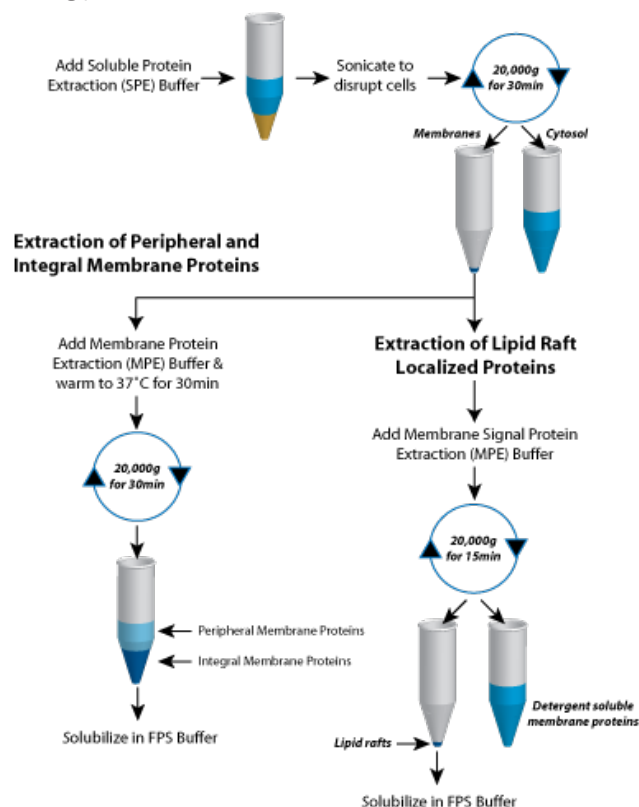 Add Soluble Protein
Extraction (SPE) Buffer
Sonicate to
disrupt cells
20,000g
for 30min
Membranes
Cytosol
Extraction of Peripheral and
Integral Membrane Proteins
Add Membrane Protein
Extraction (MPE) Buffer &
warm to 37˚C for 30min
20,000g
for 30min
Peripheral Membrane Proteins
Integral Membrane Proteins
Solubilize in FPS Buffer
Extraction of Lipid Raft
Localized Proteins
Add Membrane Signal Protein
Extraction (MPE) Buffer
20,000g
for 15min
Detergent soluble
membrane proteins
Lipid rafts
Solubilize in FPS Buffer